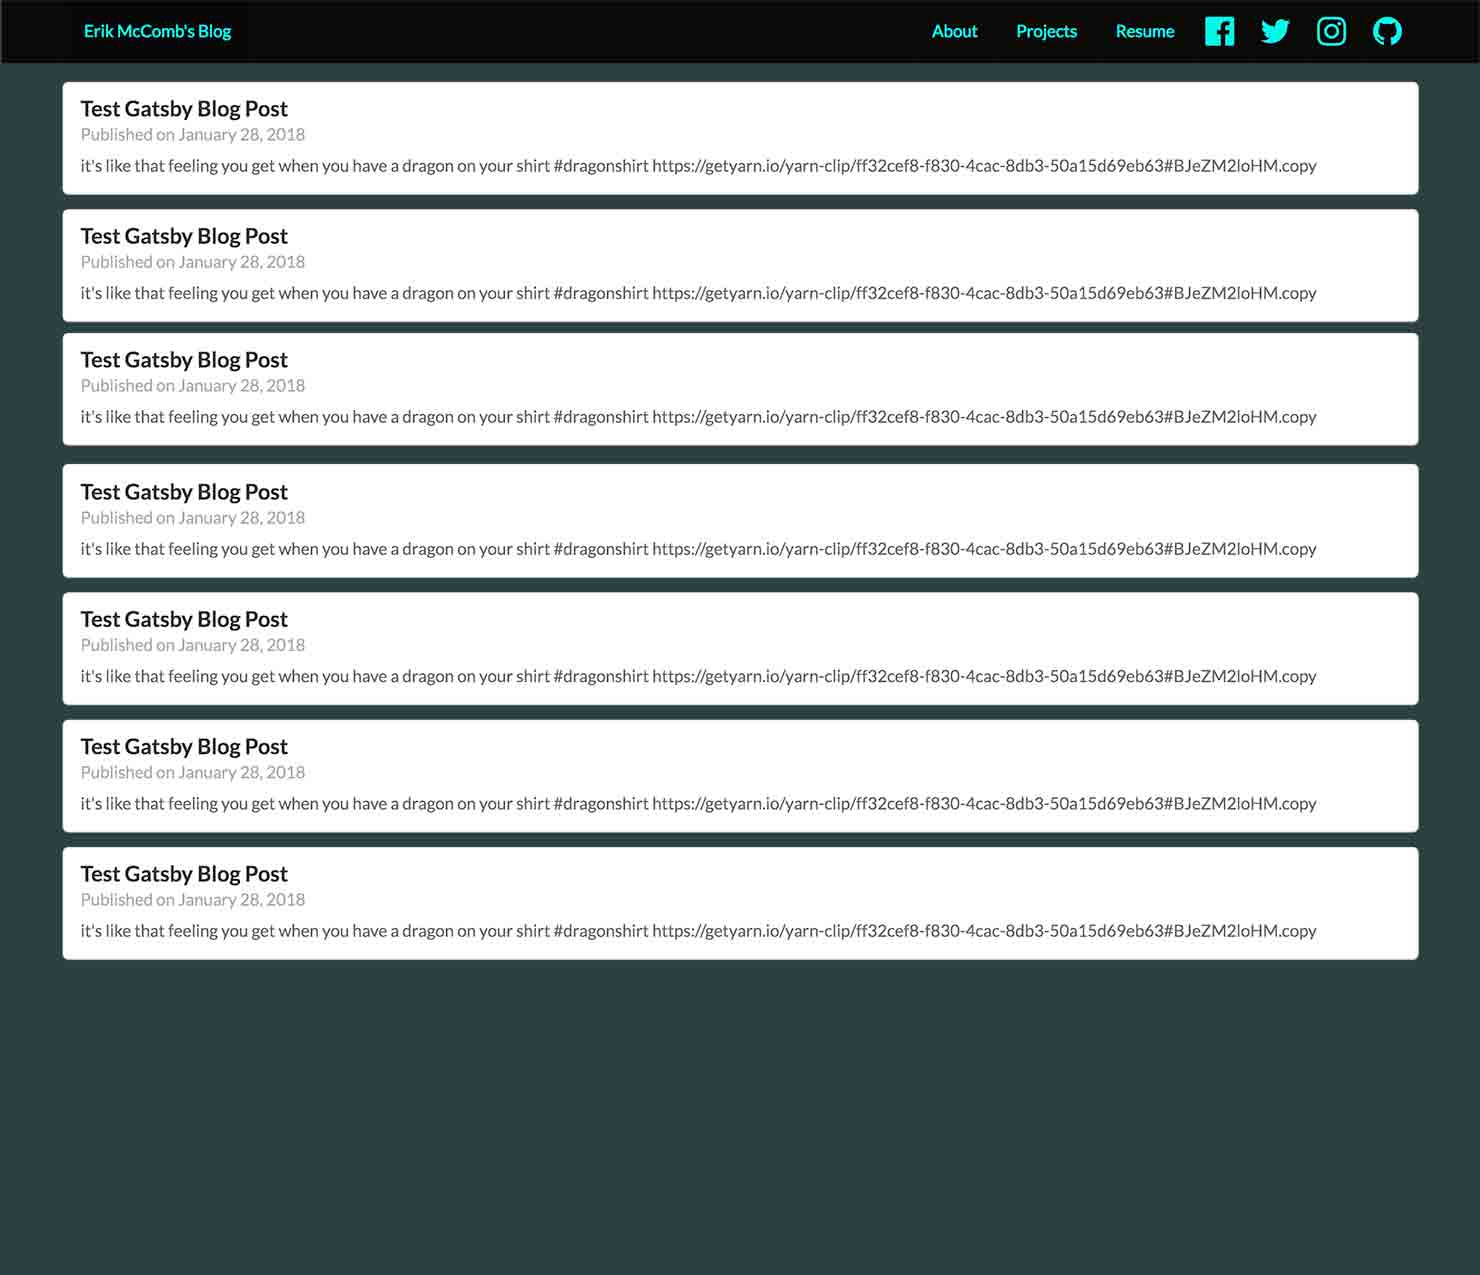 Erik McComb's Blog About Projects Resume
Test Gatsby Blog Post
Published on January 28, 2018
it's like that feeling you get when you have a dragon on your shirt #dragonshirt https://getyarn.io/yarn-clip/ff32cef8-f830-4cac-8db3-50a15d69eb63#BJeZM2loHM.copy
Test Gatsby Blog Post
Published on January 28, 2018
it's like that feeling you get when you have a dragon on your shirt #dragonshirt https://getyarn.io/yarn-clip/ff32cef8-f830-4cac-8db3-50a15d69eb63#BJeZM2loHM.copy
Test Gatsby Blog Post
Published on January 28, 2018
it's like that feeling you get when you have a dragon on your shirt #dragonshirt https://getyarn.io/yarn-clip/ff32cef8-f830-4cac-8db3-50a15d69eb63#BJeZM2loHM.copy
Test Gatsby Blog Post
Published on January 28, 2018
it's like that feeling you get when you have a dragon on your shirt #dragonshirt https://getyarn.io/yarn-clip/ff32cef8-f830-4cac-8db3-50a15d69eb63#BJeZM2loHM.copy
Test Gatsby Blog Post
Published on January 28, 2018
it's like that feeling you get when you have a dragon on your shirt #dragonshirt https://getyarn.io/yarn-clip/ff32cef8-f830-4cac-8db3-50a15d69eb63#BJeZM2loHM.copy
Test Gatsby Blog Post
Published on January 28, 2018
it's like that feeling you get when you have a dragon on your shirt #dragonshirt https://getyarn.io/yarn-clip/ff32cef8-f830-4cac-8db3-50a15d69eb63#BJeZM2loHM.copy
Test Gatsby Blog Post
Published on January 28, 2018
it's like that feeling you get when you have a dragon on your shirt #dragonshirt https://getyarn.io/yarn-clip/ff32cef8-f830-4cac-8db3-50a15d69eb63#BJeZM2loHM.copy